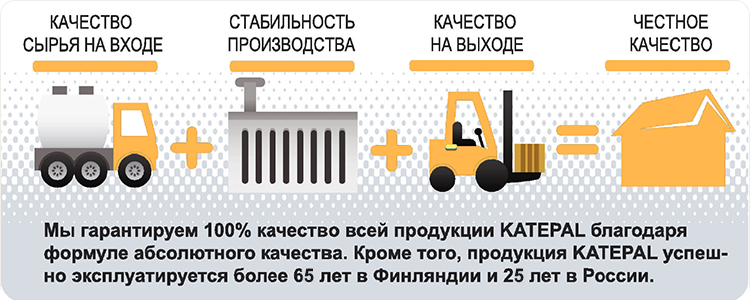 КАЧЕСТВО
СЫРЬЯ НА ВХОДЕ
СТАБИЛЬНОСТЬ
ПРОИЗВОДСТВА
КАЧЕСТВО
НА ВЫХОДЕ
ЧЕСТНОЕ
КАЧЕСТВО
Мы гарантируем 100% качество всей продукции KATEPAL благодаря
формуле абсолютного качества. Кроме того, продукция KATEPAL успеш-
но эксплуатируется более 65 лет в Финляндии и 25 лет в России.